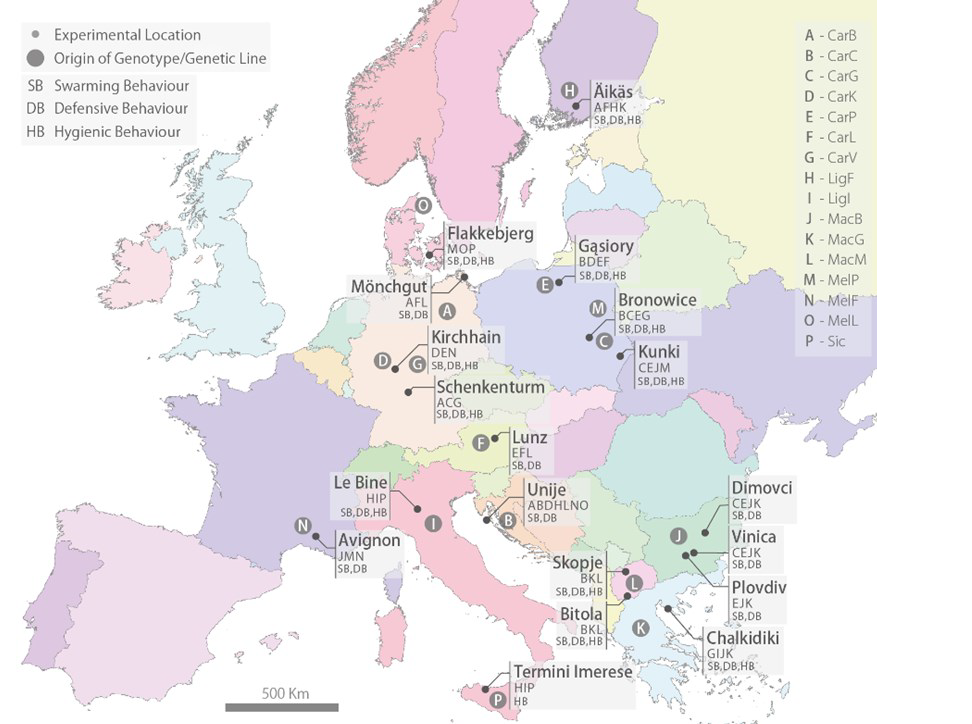 Experimental Location
Origin of Genotype/Genetic Line
SB Swarming Behaviour
DB Defensive Behaviour
HB Hygienic Behaviour
A - CarB
B - CarC
C - CarG
D - CarK
E - CarP
F - CarL
G - CarV
H - LigF
I - LigI
J - MacB
K - MacG
L - MacM
M - MelP
N - MelF
O - MelL
P - Sic
H
Äikäs
AFHK
SB,DB,HB
O
Flakkebjerg
MOP
SB,DB,HB
Gąsiory
BDEF
SB,DB,HB
E
Mönchgut
AFL
SB,DB
A
M
Bronowice
BCEG
SB,DB,HB
C
Kirchhain
DEN
SB,DB,HB
D
G
Kunki
CEJM
SB,DB,HB
Schenkenturm
ACG
SB,DB,HB
F
Lunz
EFL
SB,DB
Le Bine
HIP
SB,DB,HB
I
Unije
ABDHLNO
SB,DB
B
Dimovci
CEJK
SB,DB
N
Avignon
JMN
SB,DB
J
Vinica
CEJK
SB,DB
Skopje
BKL
SB,DB,HB
L
Plovdiv
EJK
SB,DB
Bitola
BKL
SB,DB,HB
K
Chalkidiki
GIJK
SB,DB,HB
Termini Imerese
HIP
HB
P
500 Km